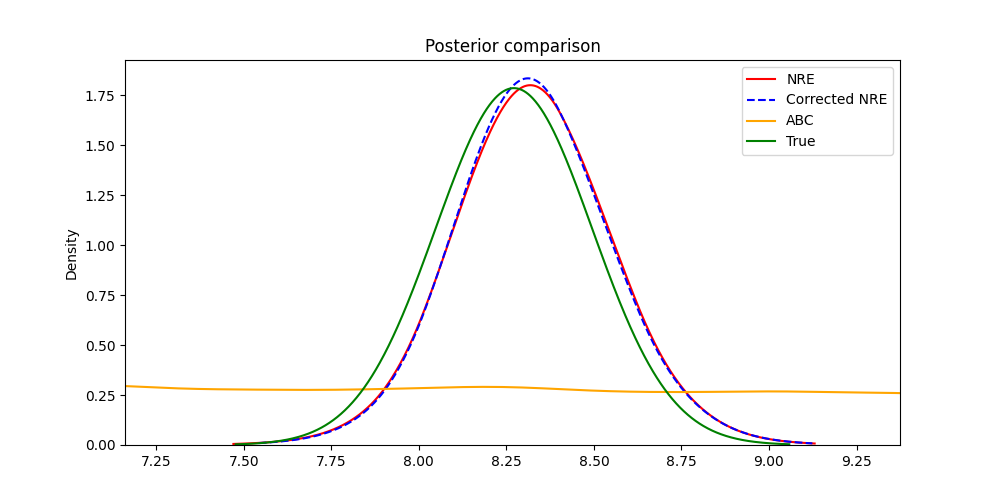 Posterior comparison
NRE
Corrected NRE
ABC
True
Density
1.75
1.50
1.25
1.00
0.75
0.50
0.25
0.00
7.25 7.50 7.75 8.00 8.25 8.50 8.75 9.00 9.25